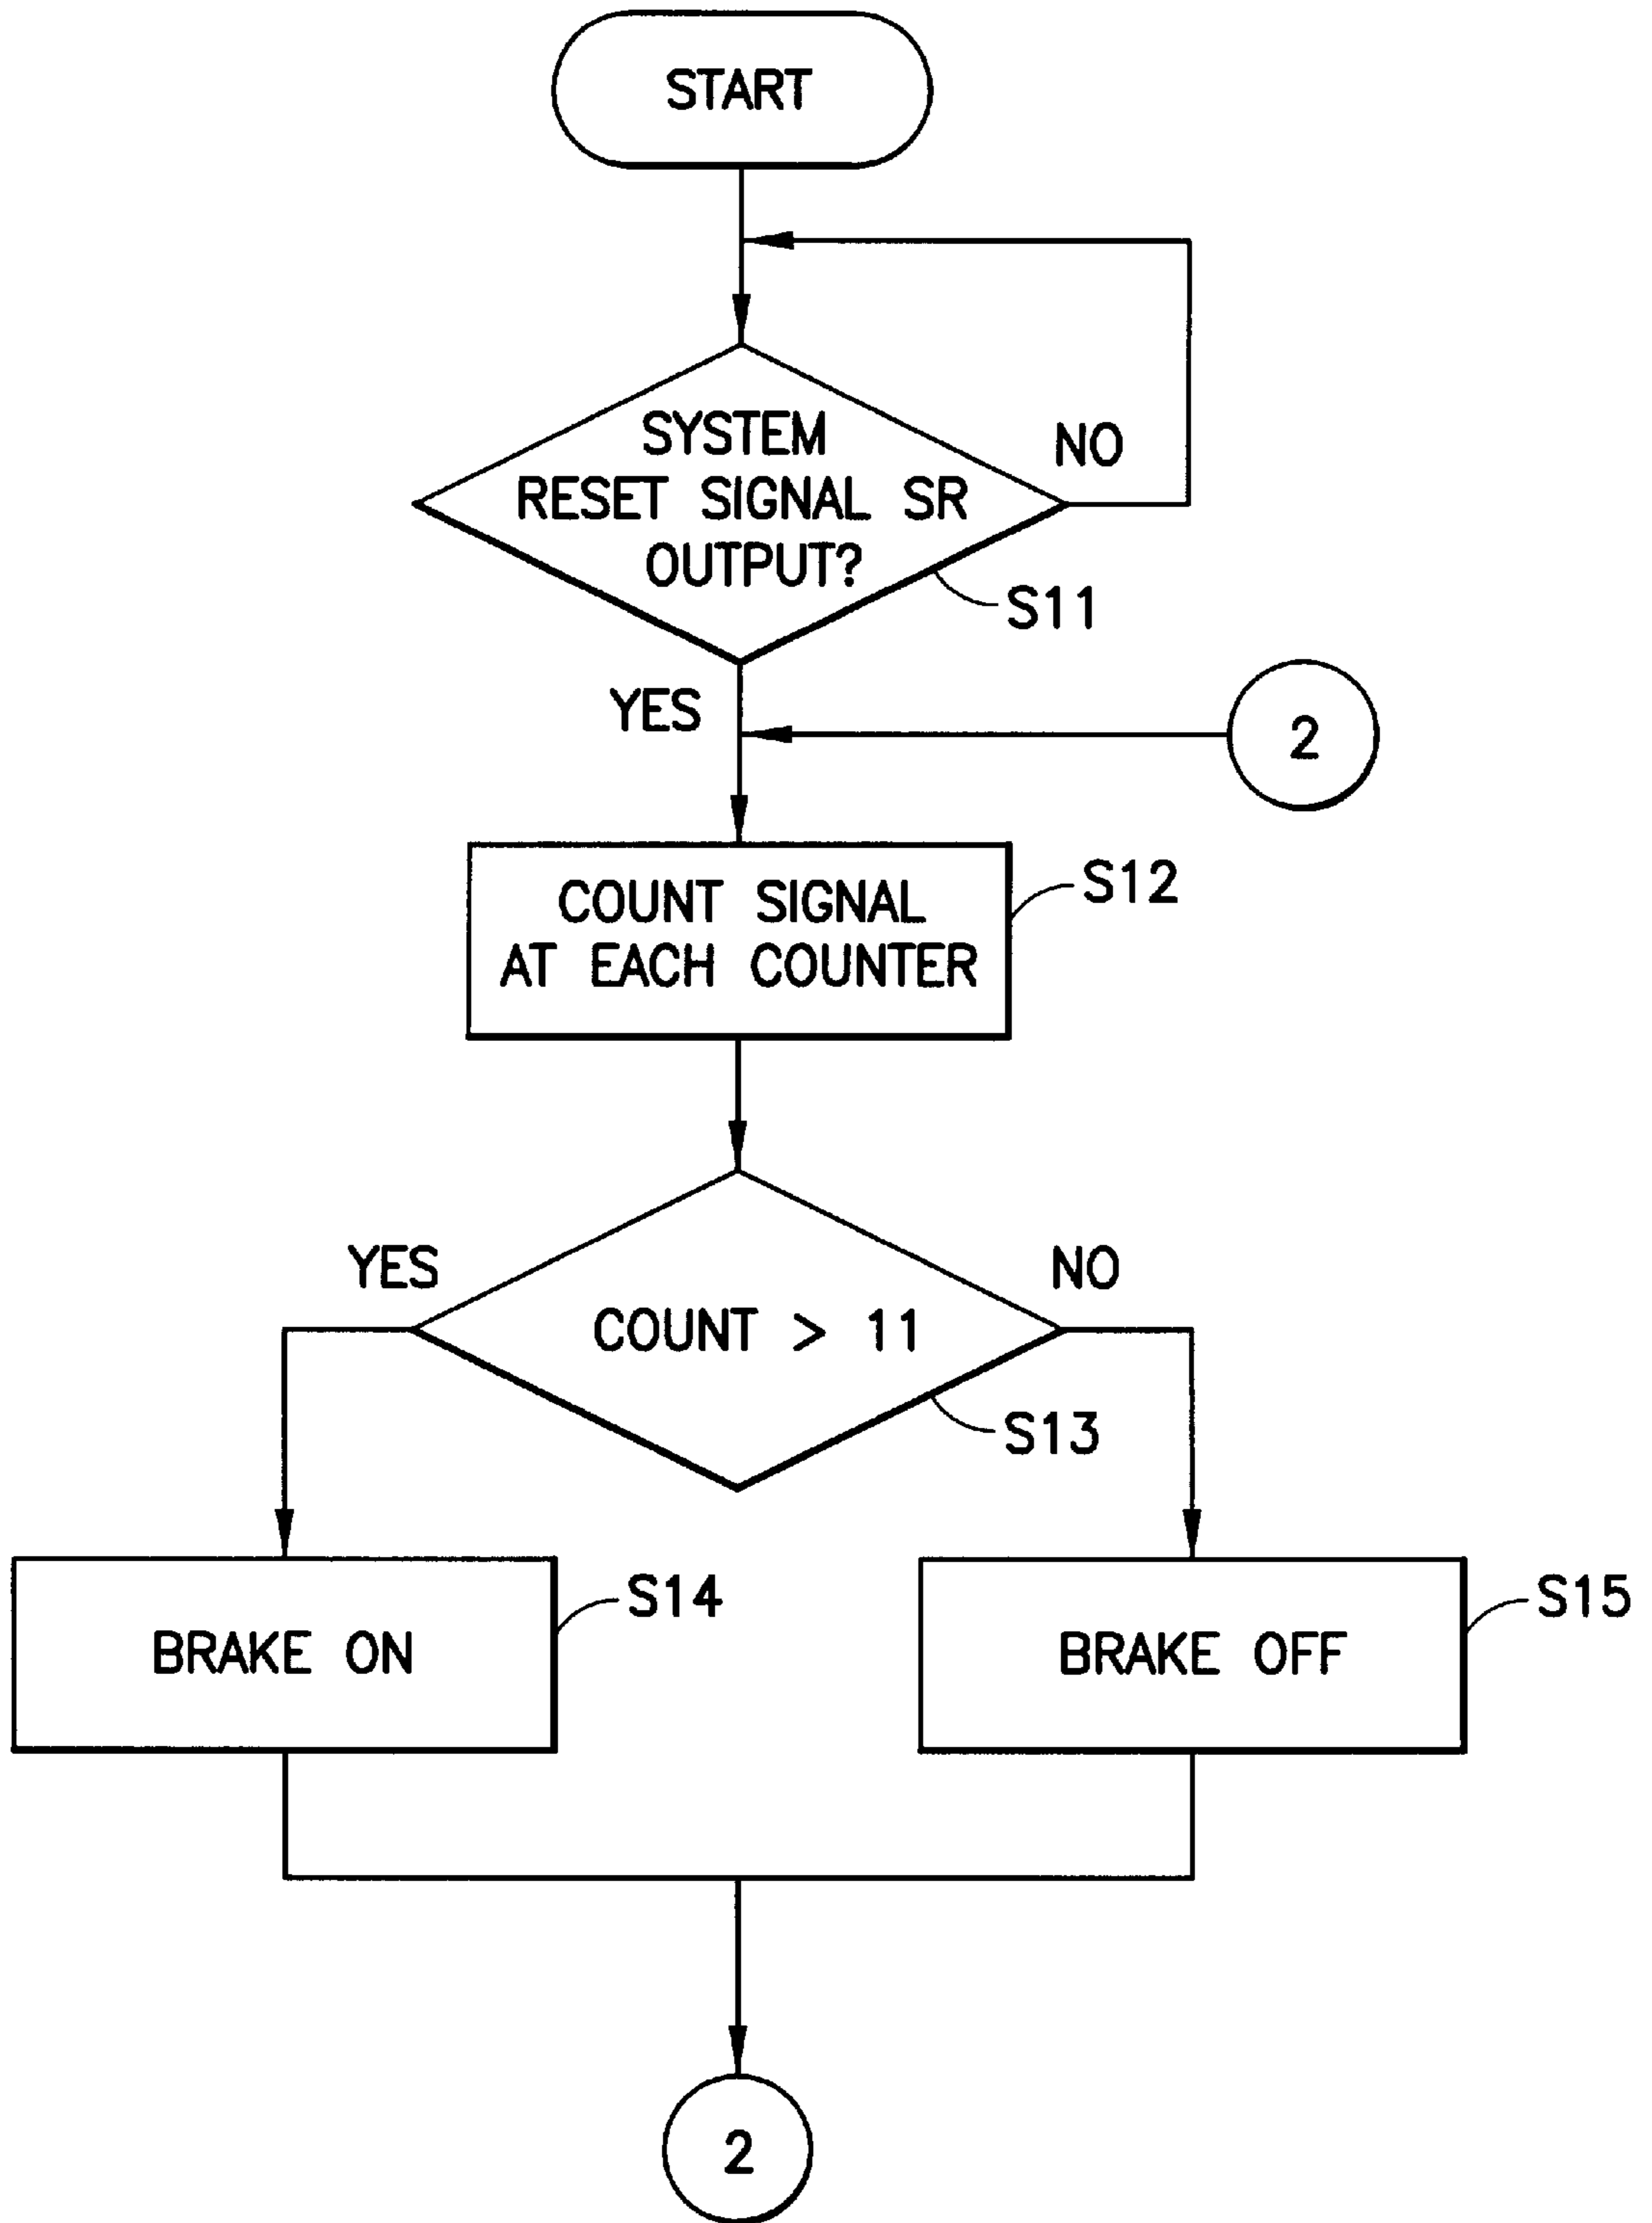 START
SYSTEM
RESET SIGNAL SR
OUTPUT?
NO
S11
YES
2
COUNT SIGNAL
AT EACH COUNTER
S12
YES
NO
COUNT > 11
S13
BRAKE ON
S14
BRAKE OFF
S15
2